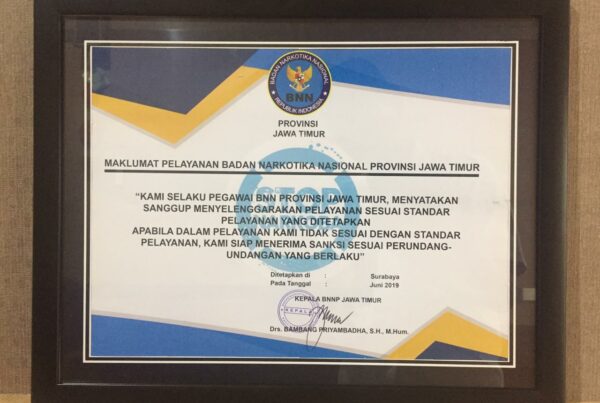 BADAN NARKOTIKA NASIONAL
BNN
REPUBLIK INDONESIA
PROVINSI
JAWA TIMUR
MAKLUMAT PELAYANAN BADAN NARKOTIKA NASIONAL PROVINSI JAWA TIMUR
STOP
“KAMI SELAKU PEGAWAI BNN PROVINSI JAWA TIMUR, MENYATAKAN
SANGGUP MENYELENGGARAKAN PELAYANAN SESUAI STANDAR
PELAYANAN YANG DITETAPKAN
APABILA DALAM PELAYANAN KAMI TIDAK SESUAI DENGAN STANDAR
PELAYANAN, KAMI SIAP MENERIMA SANKSI SESUAI PERUNDANG-
UNDANGAN YANG BERLAKU”
Ditetapkan di : Surabaya
Pada Tanggal : Juni 2019
KEPALA BNNP JAWA TIMUR
KEPALA
Drs. BAMBANG PRIYAMBADHA, S.H., M.Hum.